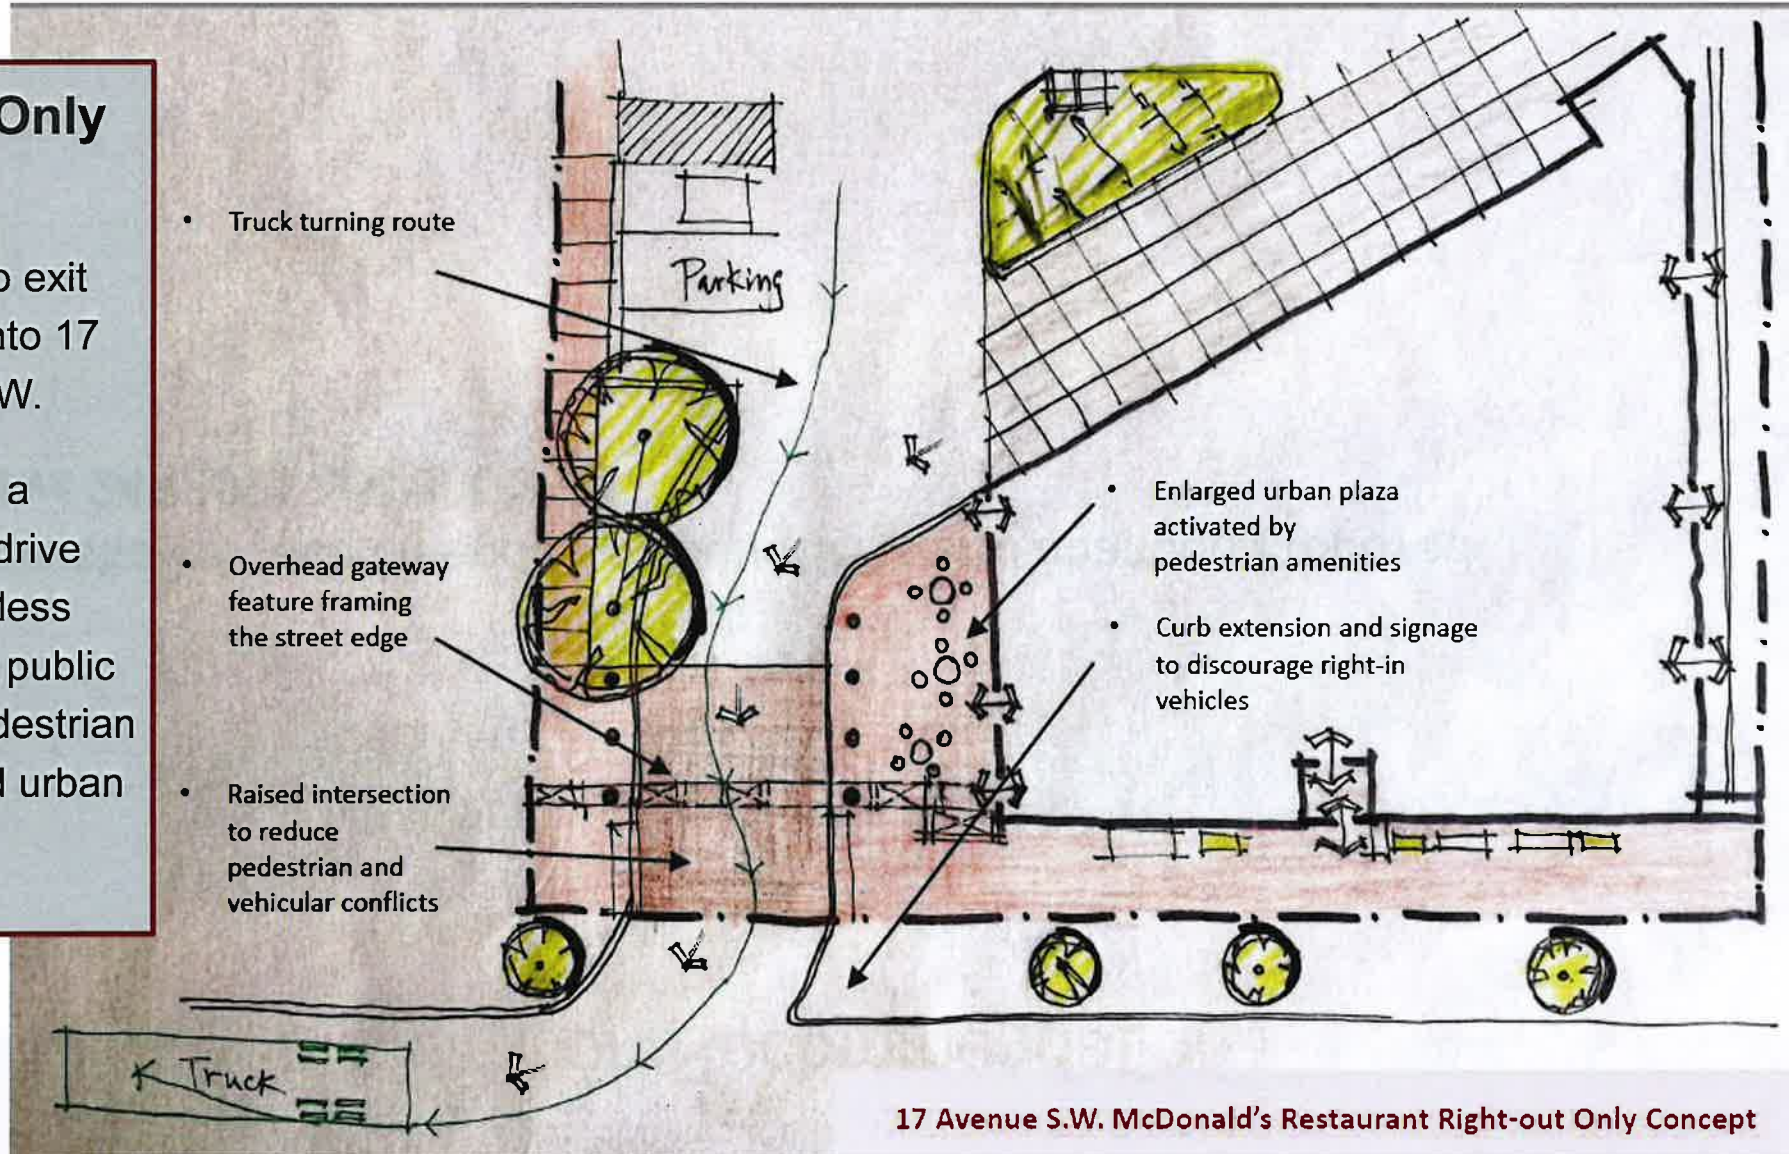 Only
exit
nto 17
W.
a
drive
less
public
destrian
urban
• Truck turning route
Parking
• Overhead gateway
feature framing
the street edge
• Raised intersection
to reduce
pedestrian and
vehicular conflicts
• Enlarged urban plaza
activated by
pedestrian amenities
• Curb extension and signage
to discourage right-in
vehicles
Truck
17 Avenue S.W. McDonald's Restaurant Right-out Only Concept